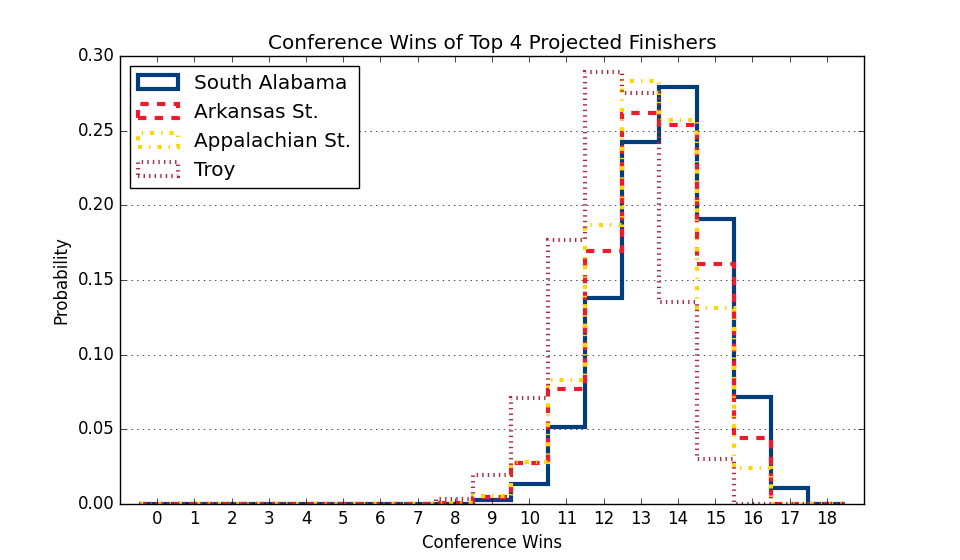 Conference Wins of Top 4 Projected Finishers
0.30
0.25
0.20
0.15
0.10
0.05
0.00
Probability
South Alabama
Arkansas St.
Appalachian St.
Troy
0 1 2 3 4 5 6 7 8 9 10 11 12 13 14 15 16 17 18
Conference Wins